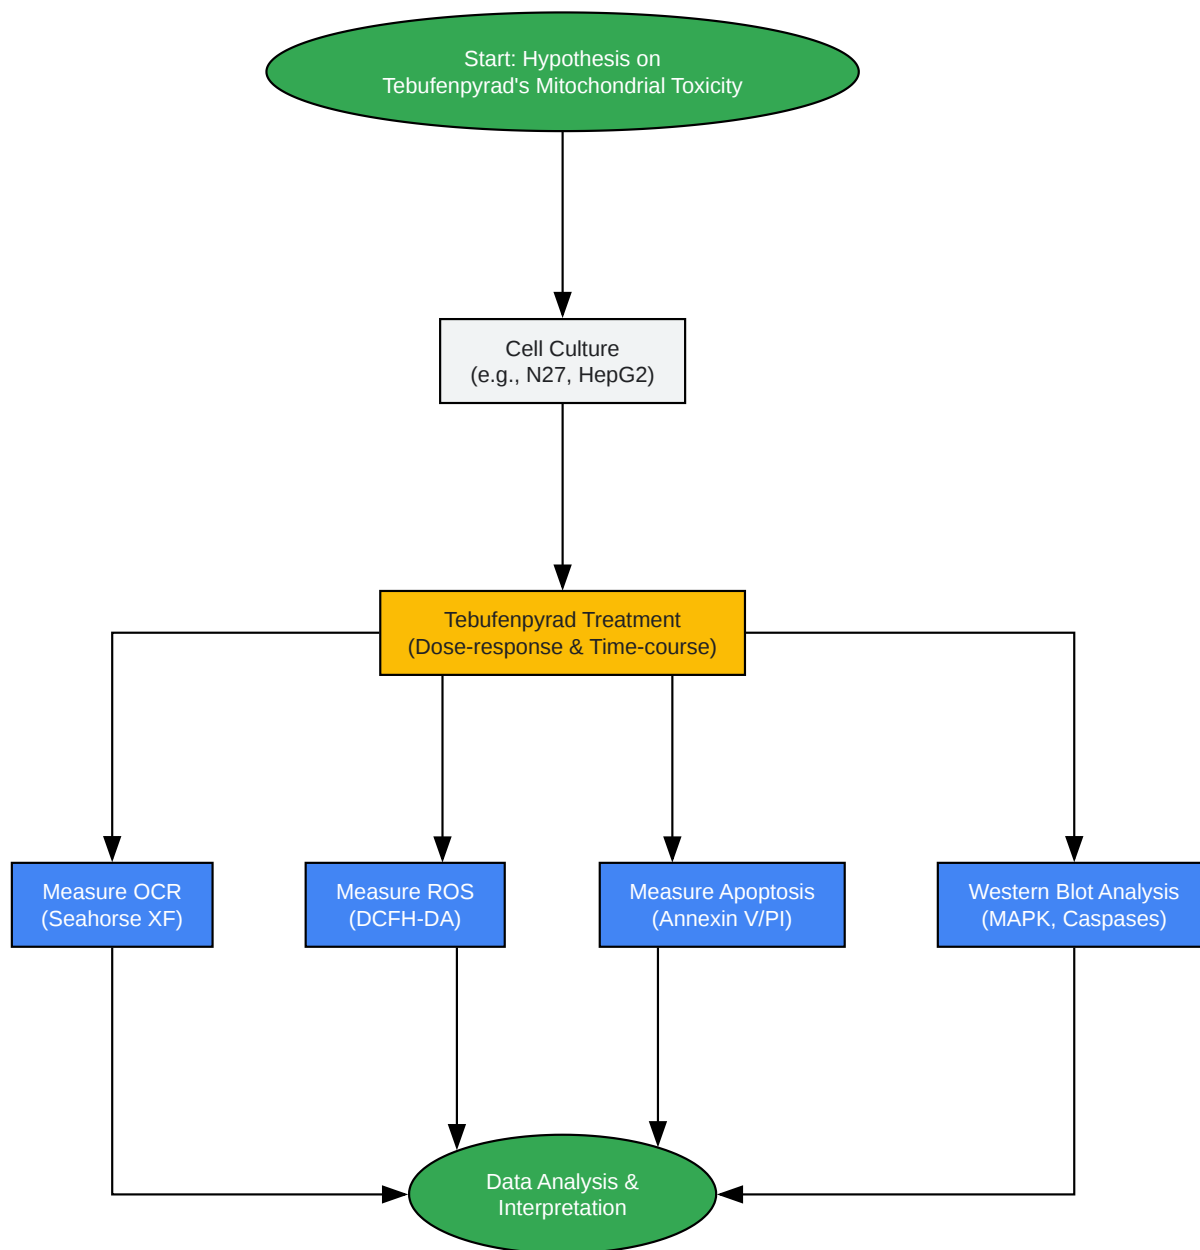 Start: Hypothesis on
Tebufenpyrad's Mitochondrial Toxicity
Cell Culture
(e.g., N27, HepG2)
Tebufenpyrad Treatment
(Dose-response & Time-course)
Measure OCR
(Seahorse XF)
Measure ROS
(DCFH-DA)
Measure Apoptosis
(Annexin V/PI)
Western Blot Analysis
(MAPK, Caspases)
Data Analysis &
Interpretation